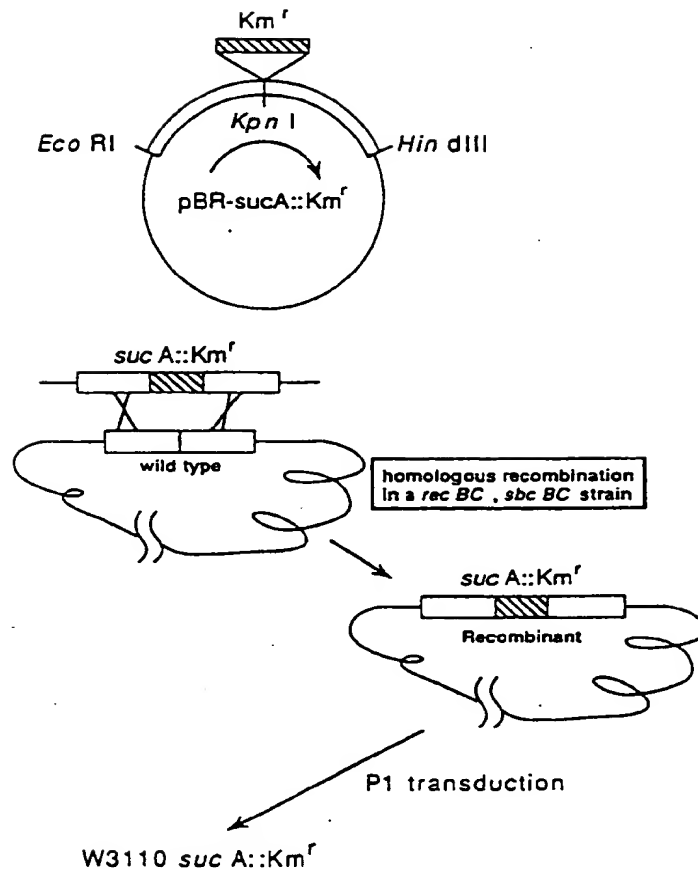 Km r
Kpn I
Eco RI
Hin dIII
pBR-sucA::Km r
suc A::Km r
wild type
homologous recombination
in a rec BC , sbc BC strain
suc A::Km r
Recombinant
P1 transduction
W3110 suc A::Km r